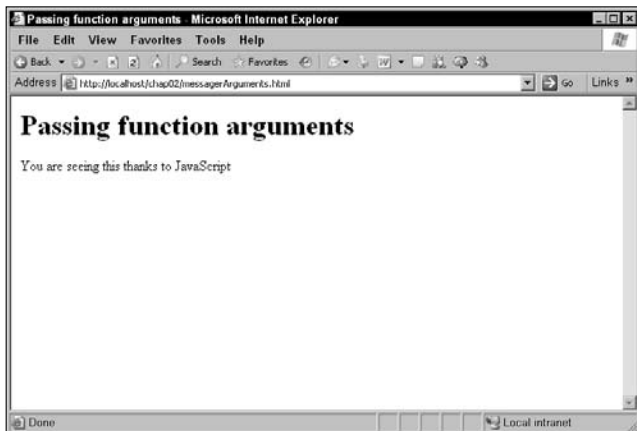 Passing function arguments - Microsoft Internet Explorer
File Edit View Favorites Tools Help
Back Search Favorites
Address http://localhost/chap02/messagerArguments.html Go Links »
Passing function arguments
You are seeing this thanks to JavaScript
Done Local intranet